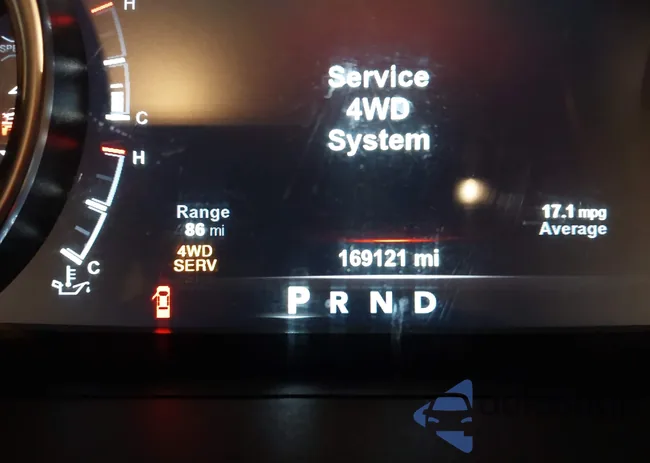 H
Service
C
4WD
System
H
Range
86 mi
17.1 mpg
Average
4WD
SERV
169121 mi
C
P R N D